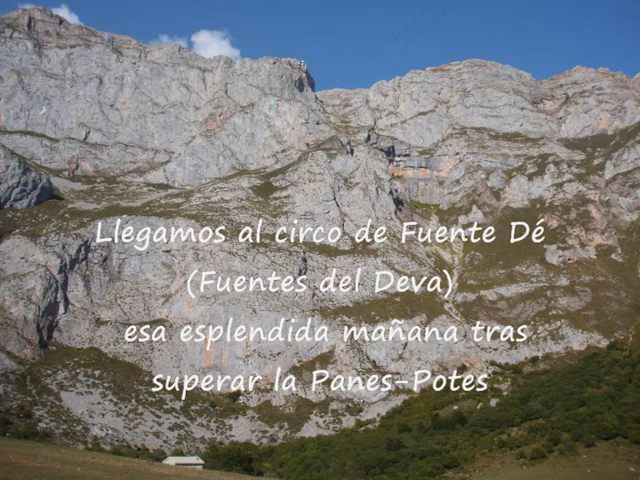 Llegamos al circo de Fuente Dé
(Fuentes del Deva)
esa esplendida mañana tras
superar la Panes-Potes